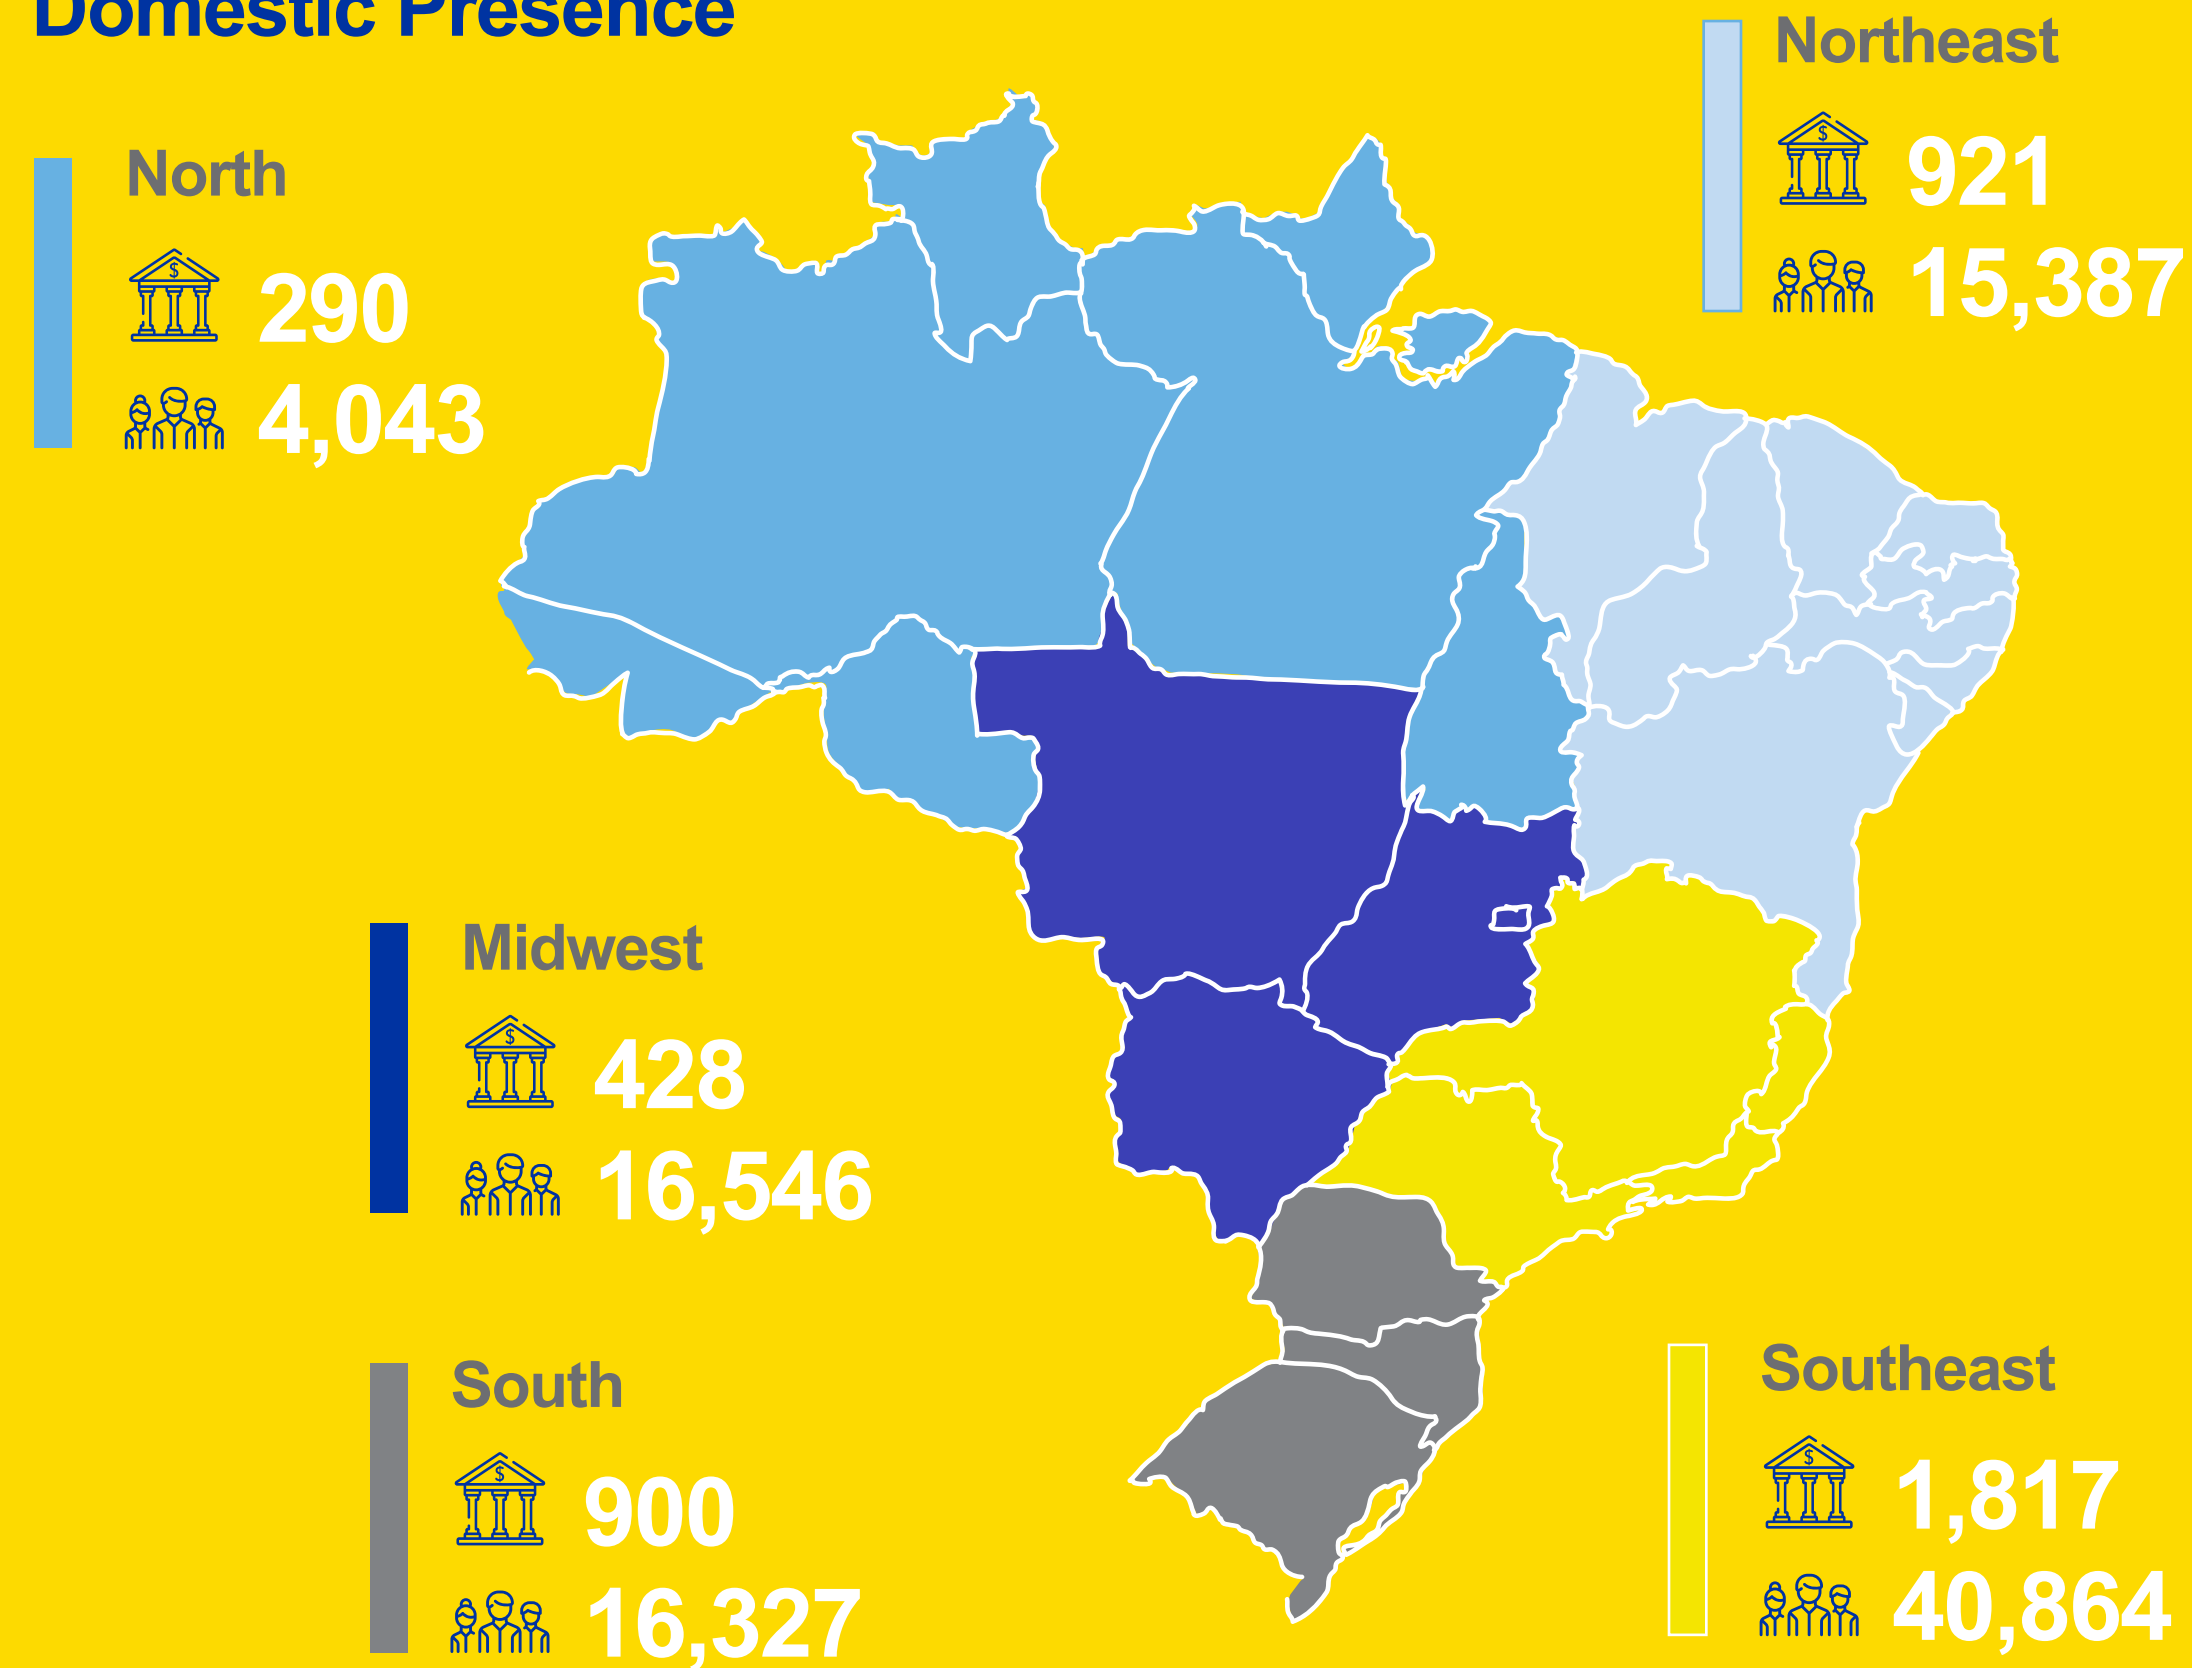 Domestic Presence
North
290
4,043
Northeast
921
15,387
Midwest
428
16,546
South
900
16,327
Southeast
1,817
40,864